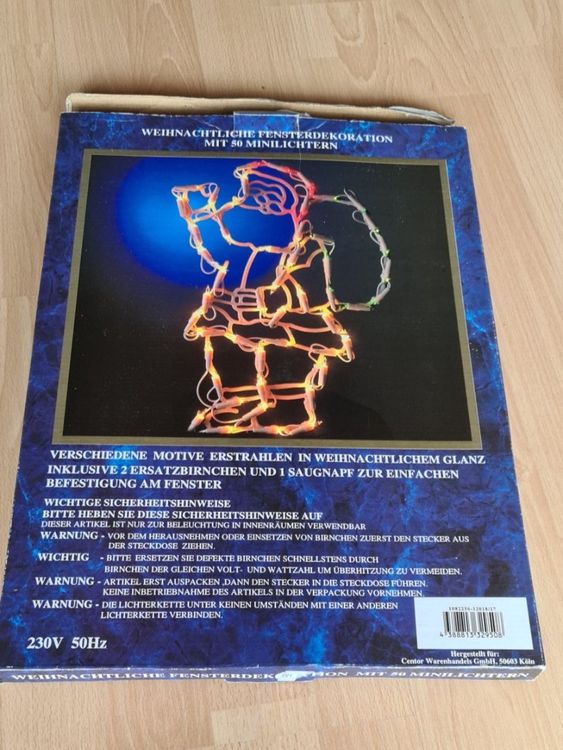 WEIHNACHTLICHE FENSTERDEKORATION
MIT 50 MINILICHTERN
VERSCHIEDENE MOTIVE ERSTRAHLEN IN WEIHNACHTLICHEM GLANZ
INKLUSIVE 2 ERSATZBIRNCHEN UND 1 SAUGNAPF ZUR EINFACHEN
BEFESTIGUNG AM FENSTER
WICHTIGE SICHERHEITSHINWEISE
BITTE HEBEN SIE DIESE SICHERHEITSHINWEISE AUF
DIESER ARTIKEL IST NUR ZUR BELEUCHTUNG IN INNENRÄUMEN VERWENDBAR
WARNUNG - VOR DEM HERAUSNEHMEN ODER EINSETZEN VON BIRNCHEN ZUERST DEN STECKER AUS
DER STECKDOSE ZIEHEN.
WICHTIG - BITTE ERSETZEN SIE DEFEKTE BIRNCHEN SCHNELLSTENS DURCH
BIRNCHEN DER GLEICHEN VOLT- UND WATTZAHL UM ÜBERHITZUNG ZU VERMEIDEN.
WARNUNG - ARTIKEL ERST AUSPACKEN ,DANN DEN STECKER IN DIE STECKDOSE FÜHREN.
KEINE INBETRIEBNAHME DES ARTIKELS IN DER VERPACKUNG VORNEHMEN.
WARNUNG - DIE LICHTERKETTE UNTER KEINEN UMSTÄNDEN MIT EINER ANDEREN
LICHTERKETTE VERBINDEN.
4 388813 329508
230V 50Hz
Hergestellt für:
Centor Warenhandels GmbH, 50603 Köln
WEIHNACHTLICHE FENSTERDEKORATION MIT 50 MINILICHTERN